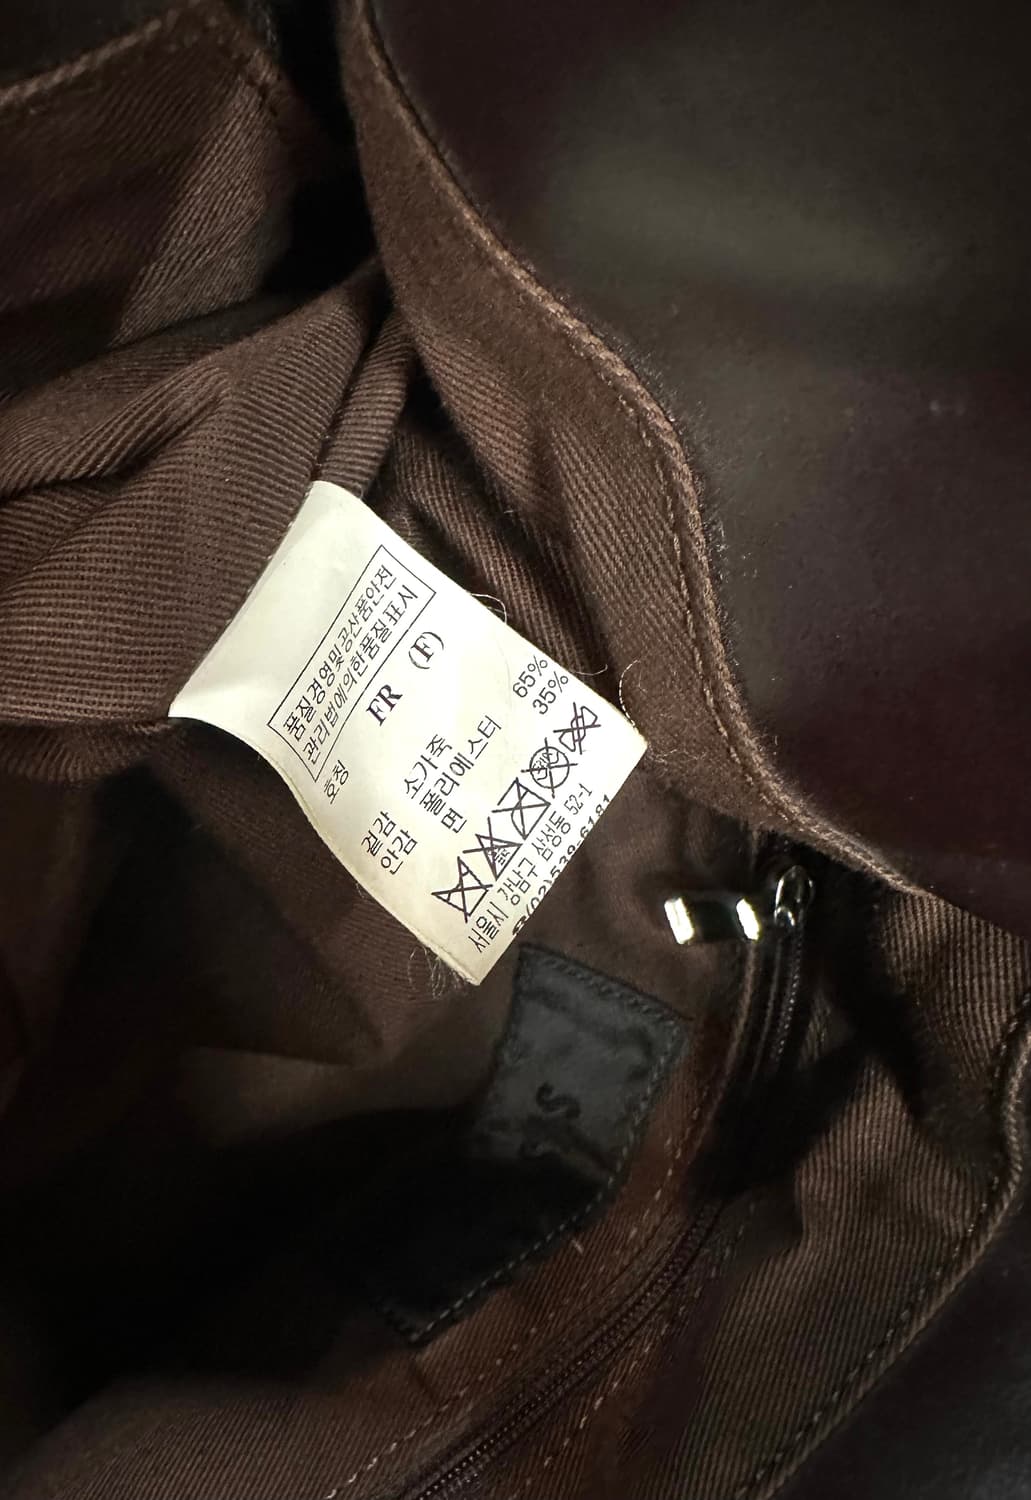 품질경영및공산품안전
관리법에의한품질표시
호칭 FR (F)
겉감 소가죽
안감 폴리에스터 65%
면 35%
서울시 강남구 삼성동 52-1